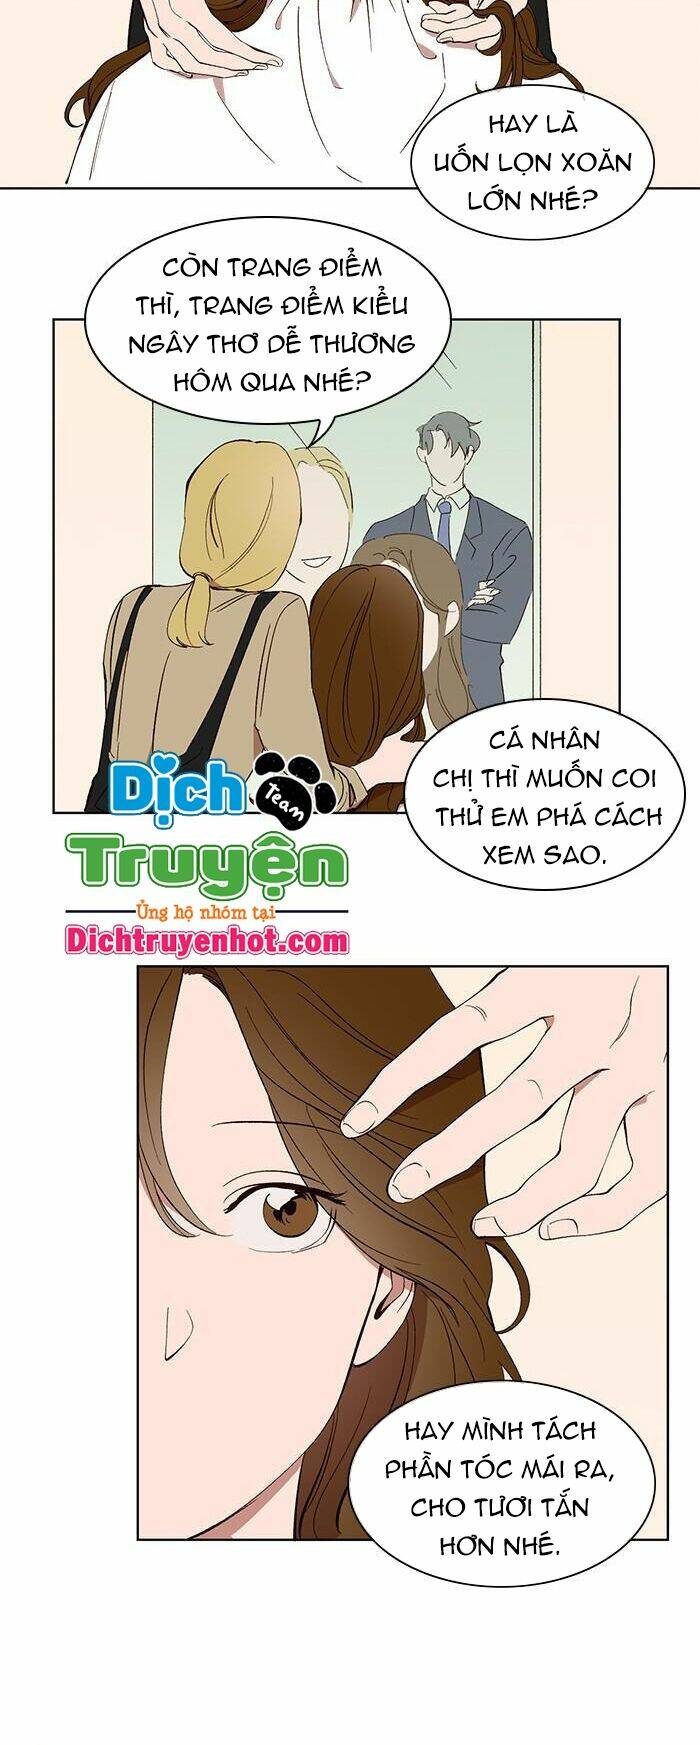 HAY LÀ
UỐN LỌN XOĂN
LỚN NHÉ?
CÒN TRANG ĐIỂM
THÌ, TRANG ĐIỂM KIỂU
NGÂY THƠ DỄ THƯƠNG
HÔM QUA NHÉ?
CÁ NHÂN
CHỊ THÌ MUỐN COI
THỬ EM PHÁ CÁCH
XEM SAO.
Dịch Team
Truyện
Ủng hộ nhóm tại
Dichtruyenhot.com
HAY MÌNH TÁCH
PHẦN TÓC MÁI RA,
CHO TƯƠI TẮN
HƠN NHÉ.